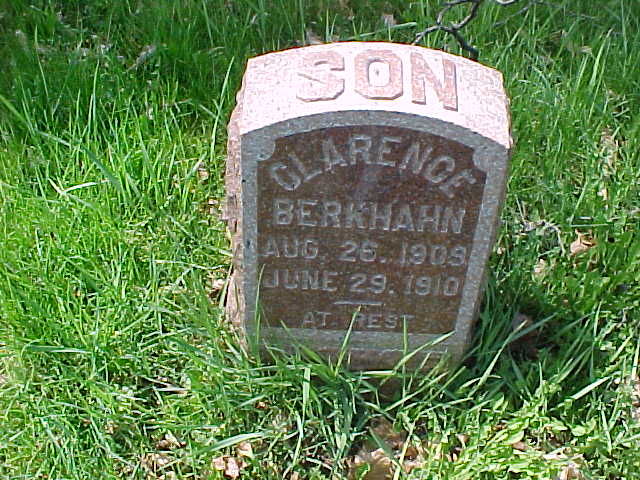 SON
CLARENCE
BERKHAHN
AUG. 26. 1909
JUNE 29. 1910
AT REST